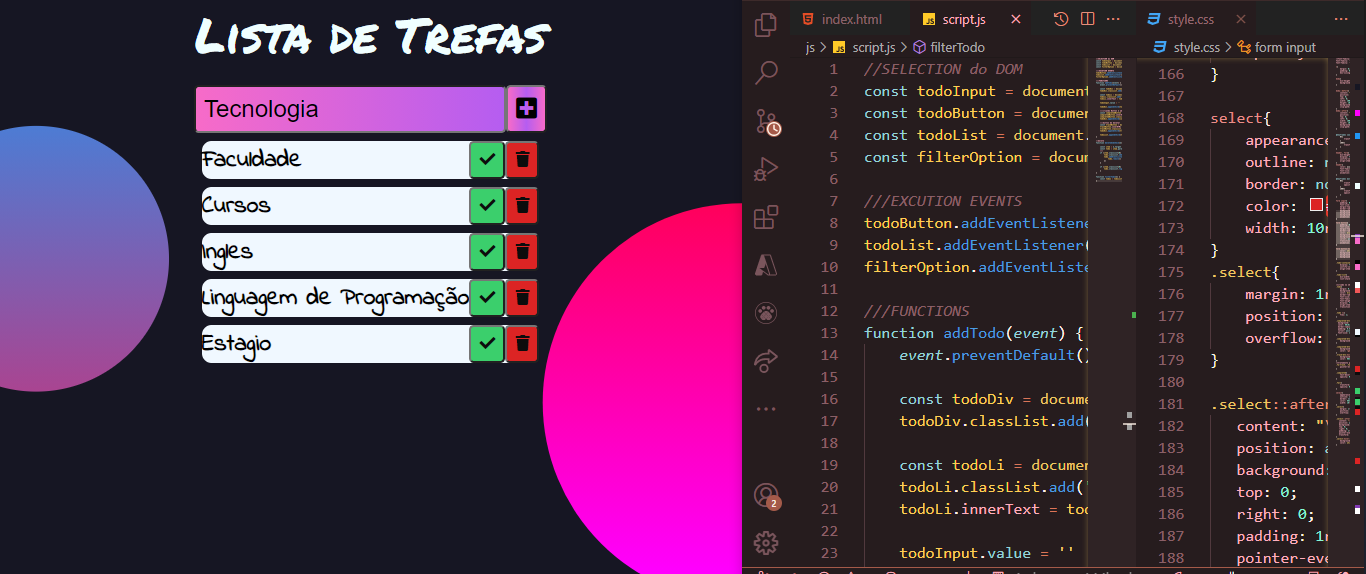 Lista de Trefas
Tecnologia
Faculdade
Cursos
Ingles
Linguagem de Programação
Estagio
index.html
script.js
style.css
js > script.js > filterTodo
style.css > form input
1 //SELECTION do DOM
2 const todoInput = document
3 const todoButton = documen
4 const todoList = document.
5 const filterOption = docum
6
7 ///EXCUTION EVENTS
8 todoButton.addEventListene
9 todoList.addEventListener(
10 filterOption.addEventListe
11
12 ///FUNCTIONS
13 function addTodo(event) {
14 event.preventDefault()
15
16 const todoDiv = docume
17 todoDiv.classList.add(
18
19 const todoLi = documen
20 todoLi.classList.add('
21 todoLi.innerText = tod
22
23 todoInput.value = ''
166 }
167
168 select{
169 appearance
170 outline: n
171 border: no
172 color:
173 width: 10r
174 }
175 .select{
176 margin: 1r
177 position:
178 overflow:
179 }
180
181 .select::after
182 content: "\
183 position: a
184 background:
185 top: 0;
186 right: 0;
187 padding: 1r
188 pointer-eve
2